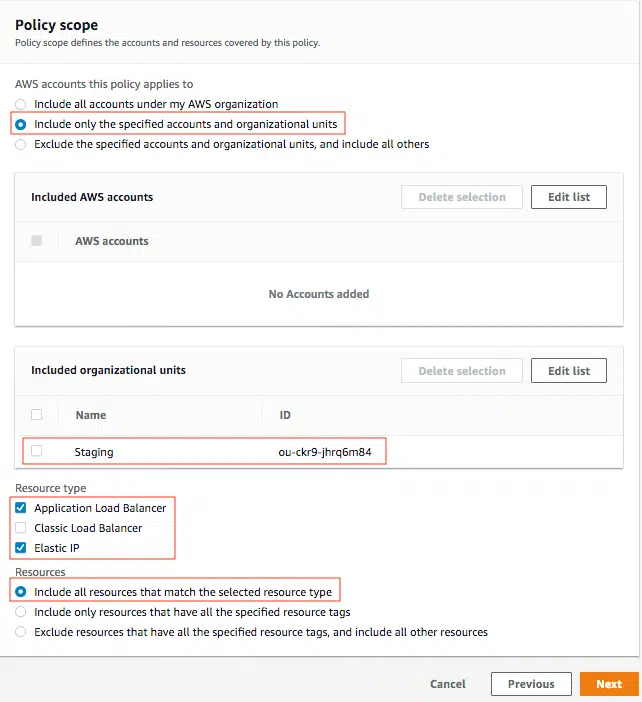 Policy scope
Policy scope defines the accounts and resources covered by this policy.
AWS accounts this policy applies to
Include all accounts under my AWS organization
Include only the specified accounts and organizational units
Exclude the specified accounts and organizational units, and include all others
Included AWS accounts Delete selection Edit list
AWS accounts
No Accounts added
Included organizational units Delete selection Edit list
Name ID
Staging ou-ckr9-jhrq6m84
Resource type
Application Load Balancer
Classic Load Balancer
Elastic IP
Resources
Include all resources that match the selected resource type
Include only resources that have all the specified resource tags
Exclude resources that have all the specified resource tags, and include all other resources
Cancel Previous Next